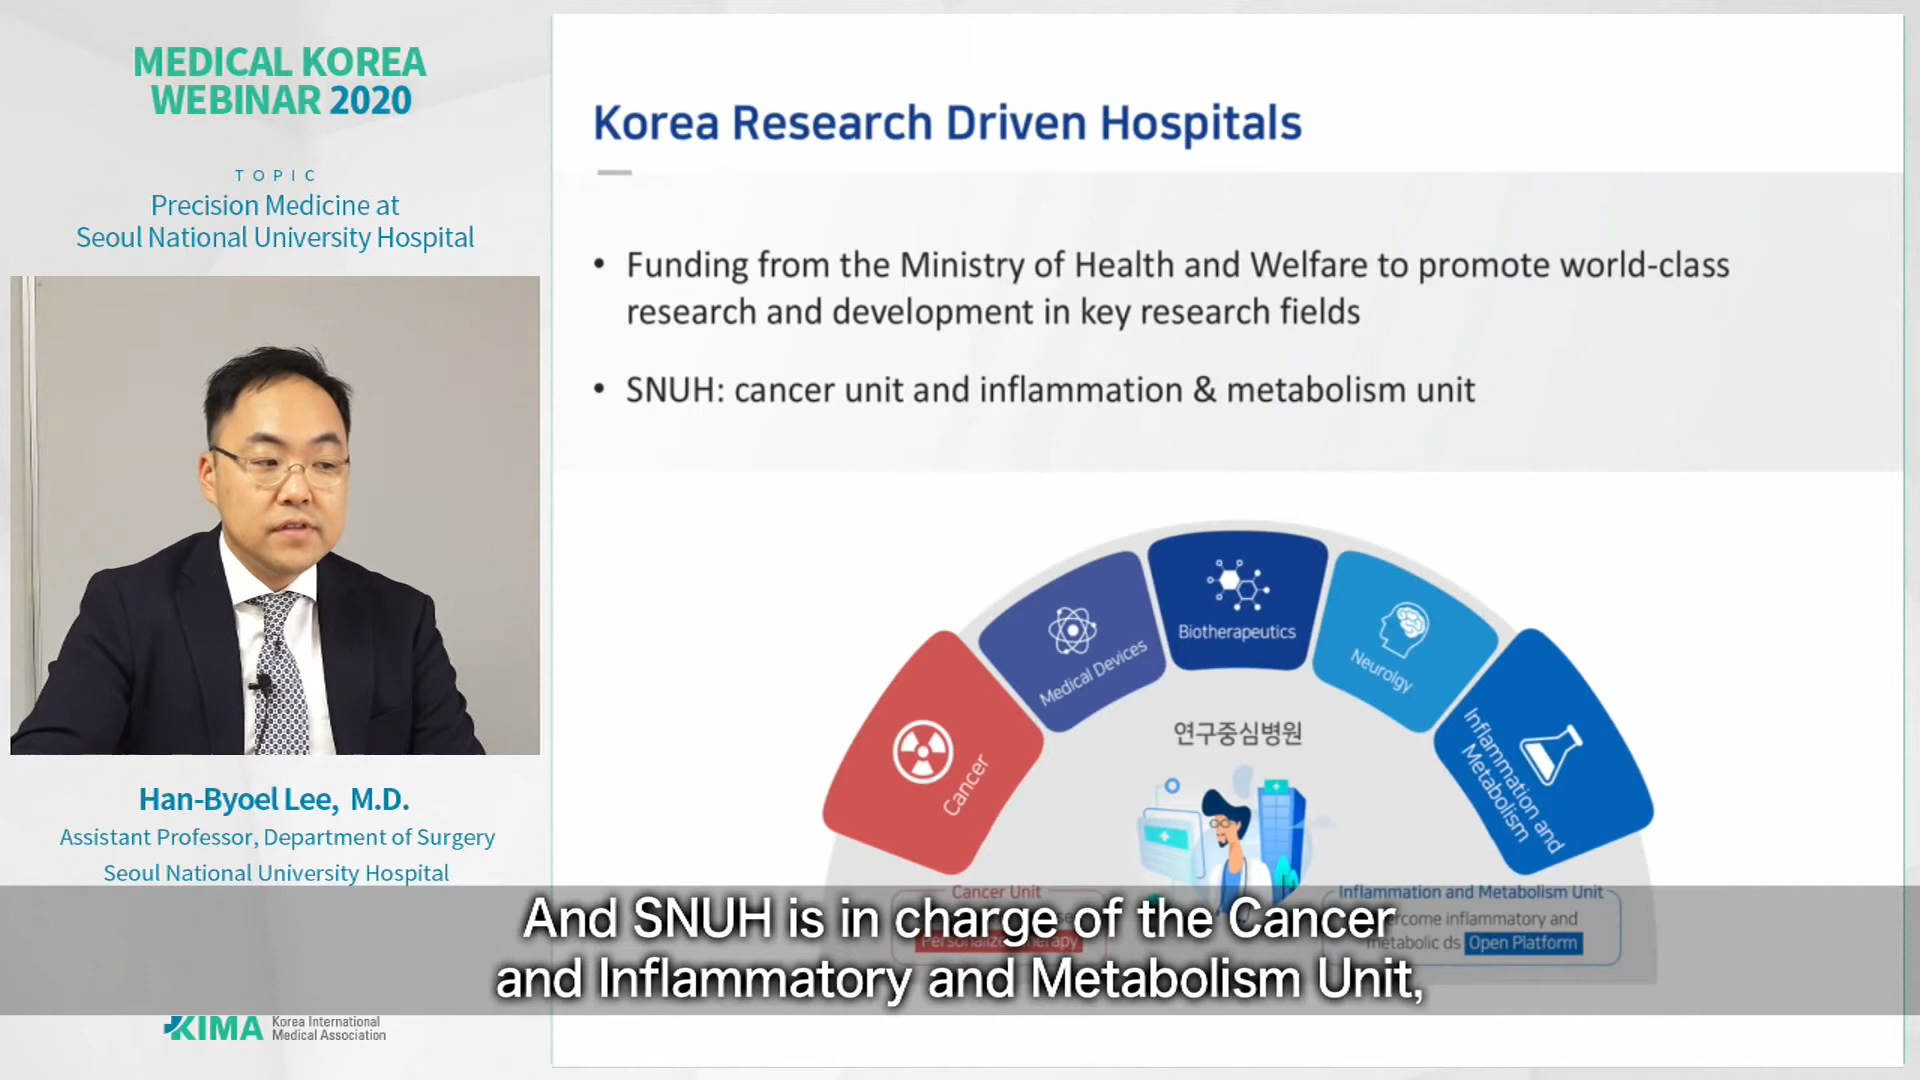 MEDICAL KOREA
WEBINAR 2020
TOPIC
Precision Medicine at
Seoul National University Hospital
Han-Byoel Lee, M.D.
Assistant Professor, Department of Surgery
Seoul National University Hospital
KIMA Korea International
Medical Association
Korea Research Driven Hospitals
• Funding from the Ministry of Health and Welfare to promote world-class
research and development in key research fields
• SNUH: cancer unit and inflammation & metabolism unit
Cancer
Medical Devices
Biotherapeutics
Neurolgy
Inflammation and
Metabolism
연구중심병원
Cancer Unit
Inflammation and Metabolism Unit
inflammatory and
metabolic ds Open Platform
And SNUH is in charge of the Cancer
and Inflammatory and Metabolism Unit,